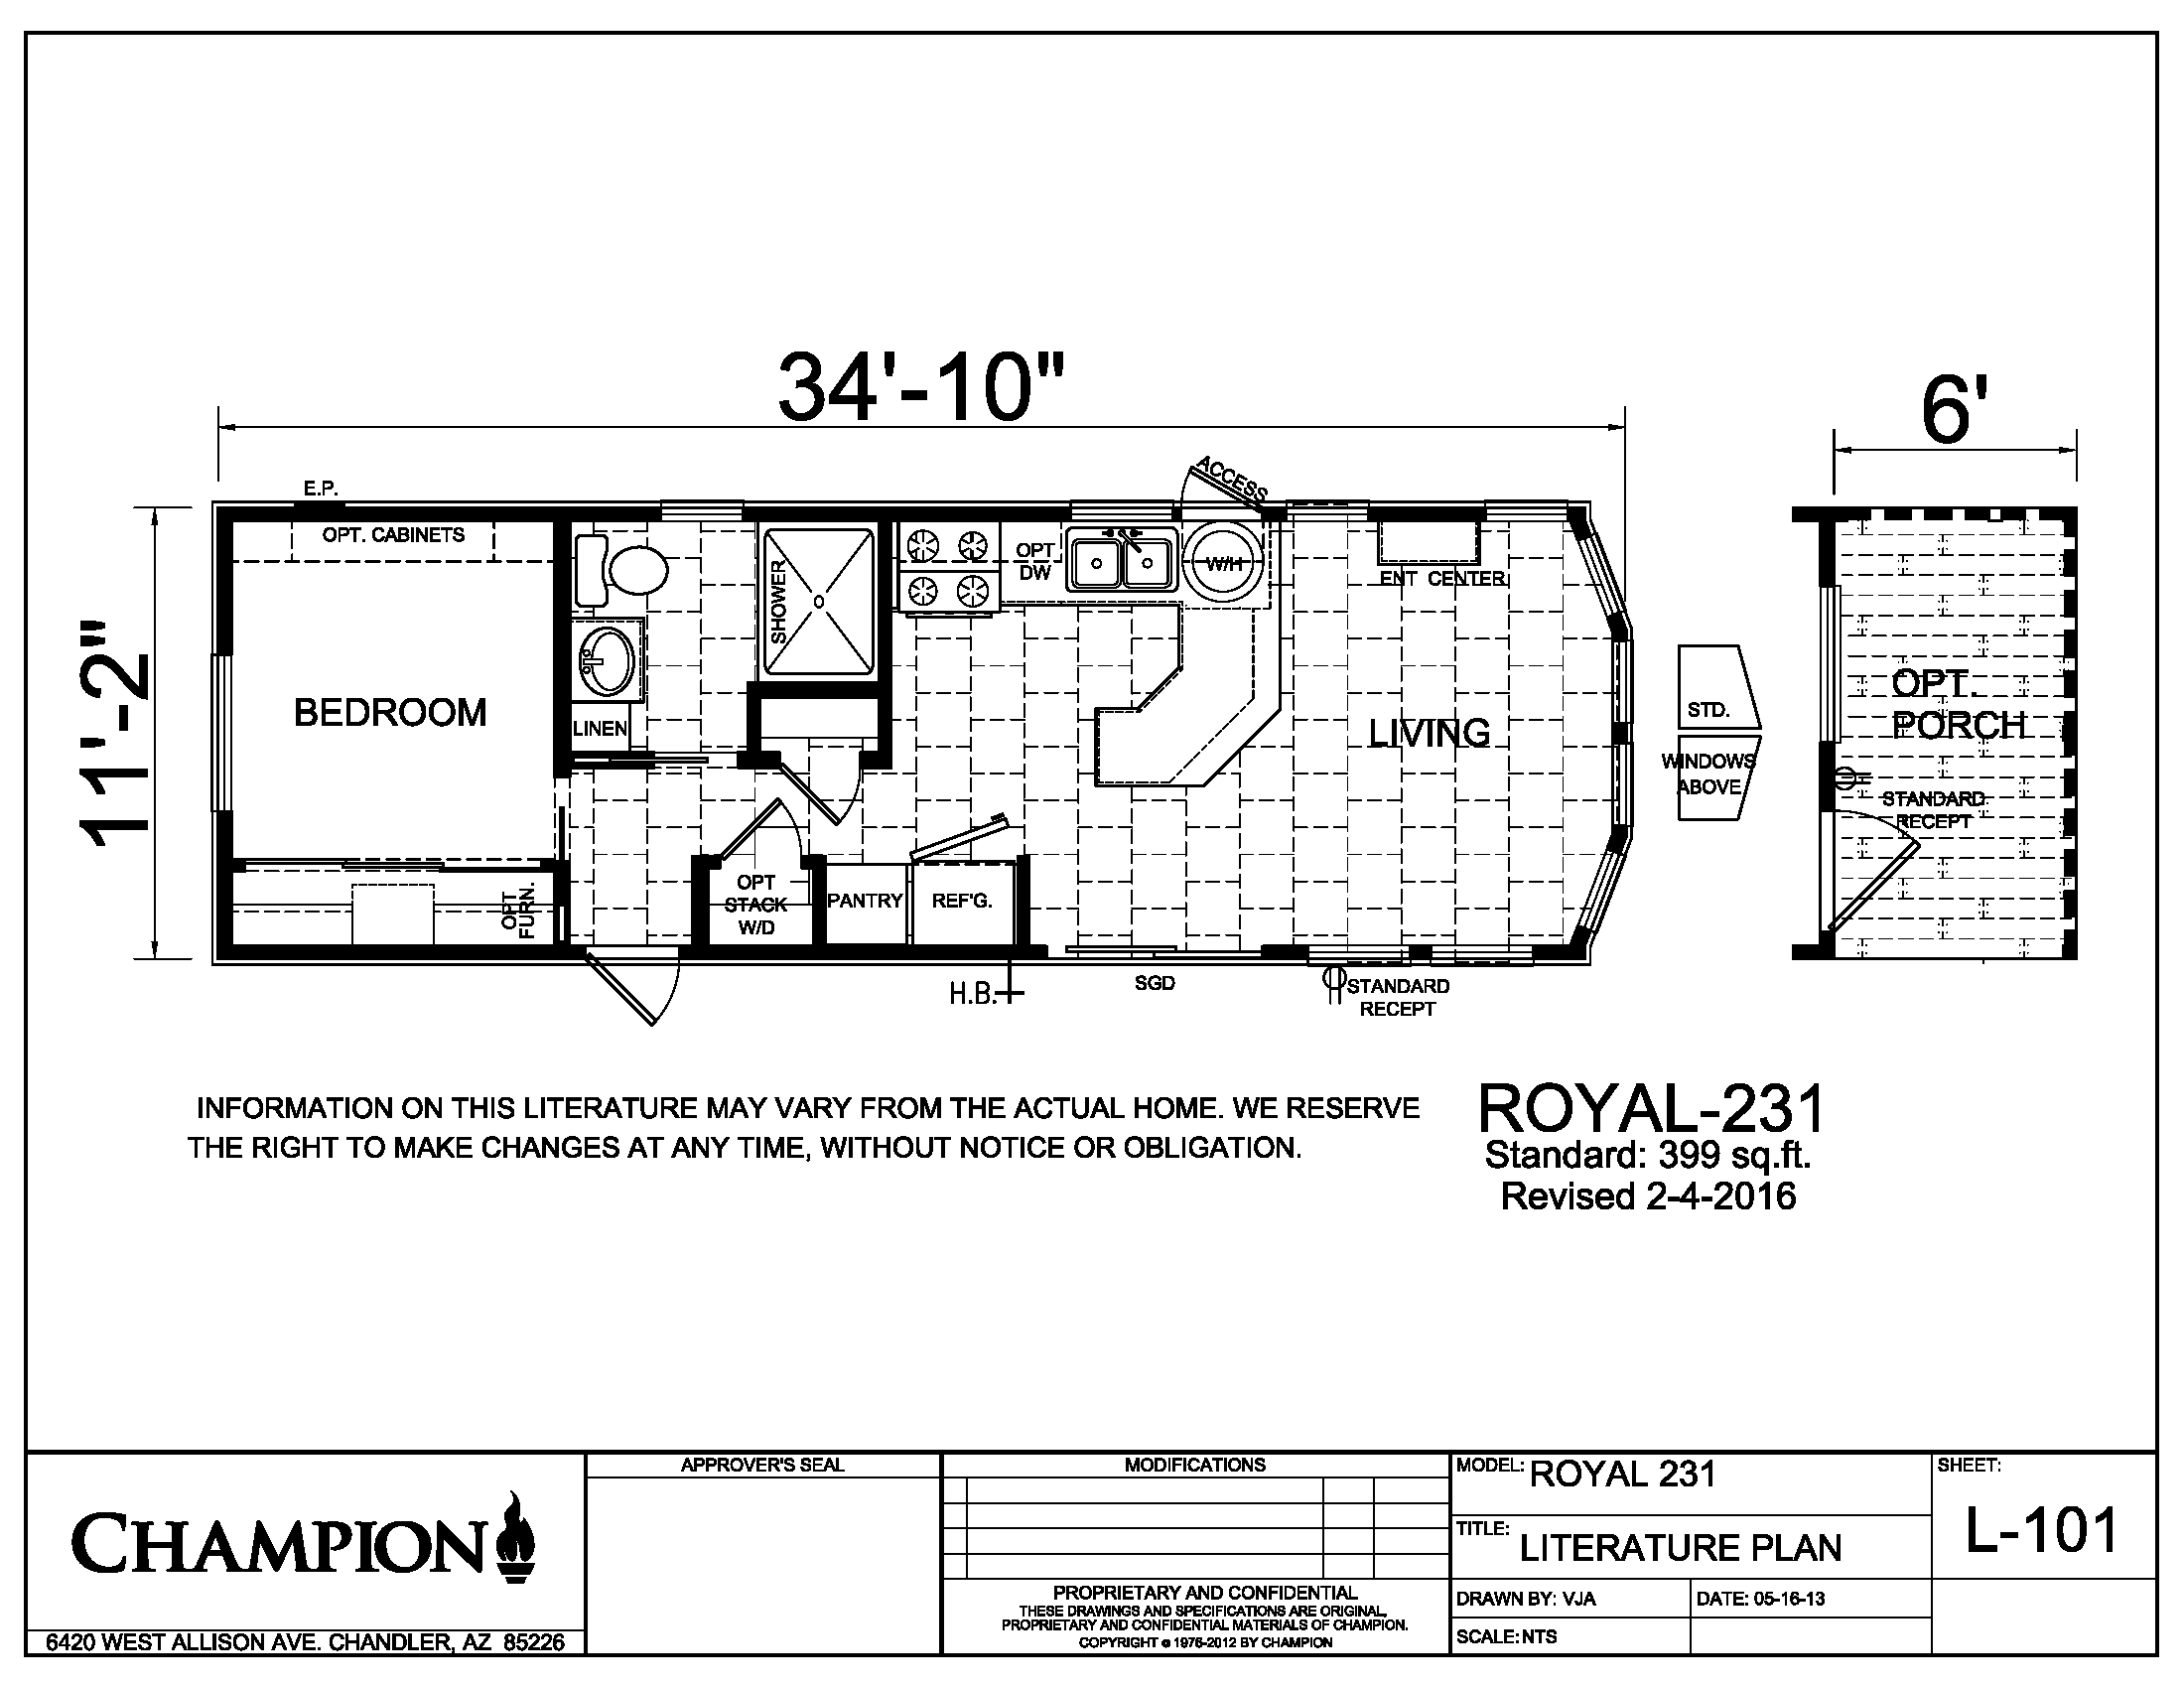 34'-10"
6'
11'-2"
E.P.
ACCESS
OPT. CABINETS
SHOWER
OPT
DW
W/H
ENT CENTER
BEDROOM
LINEN
LIVING
STD.
WINDOWS
ABOVE
OPT.
PORCH
STANDARD
RECEPT
OPT
FURN.
OPT
STACK
W/D
PANTRY
REF'G.
H.B.
SGD
STANDARD
RECEPT
INFORMATION ON THIS LITERATURE MAY VARY FROM THE ACTUAL HOME. WE RESERVE
THE RIGHT TO MAKE CHANGES AT ANY TIME, WITHOUT NOTICE OR OBLIGATION.
ROYAL-231
Standard: 399 sq.ft.
Revised 2-4-2016
CHAMPION
6420 WEST ALLISON AVE. CHANDLER, AZ 85226
APPROVER'S SEAL
MODIFICATIONS
PROPRIETARY AND CONFIDENTIAL
THESE DRAWINGS AND SPECIFICATIONS ARE ORIGINAL,
PROPRIETARY AND CONFIDENTIAL MATERIALS OF CHAMPION.
COPYRIGHT © 1976-2012 BY CHAMPION
MODEL: ROYAL 231
TITLE: LITERATURE PLAN
DRAWN BY: VJA
DATE: 05-16-13
SCALE: NTS
SHEET:
L-101